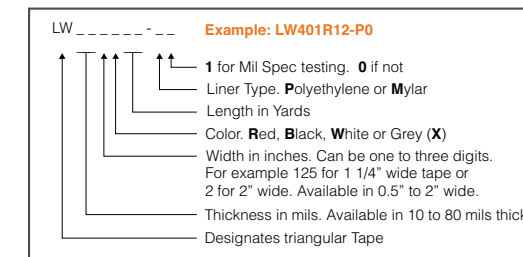 LW _ _ _ _ _ _ - _ _ Example: LW401R12-P0
1 for Mil Spec testing. 0 if not
Liner Type. Polyethylene or Mylar
Length in Yards
Color. Red, Black, White or Grey (X)
Width in inches. Can be one to three digits.
For example 125 for 1 1/4” wide tape or
2 for 2” wide. Available in 0.5” to 2” wide.
Thickness in mils. Available in 10 to 80 mils thick
Designates triangular Tape